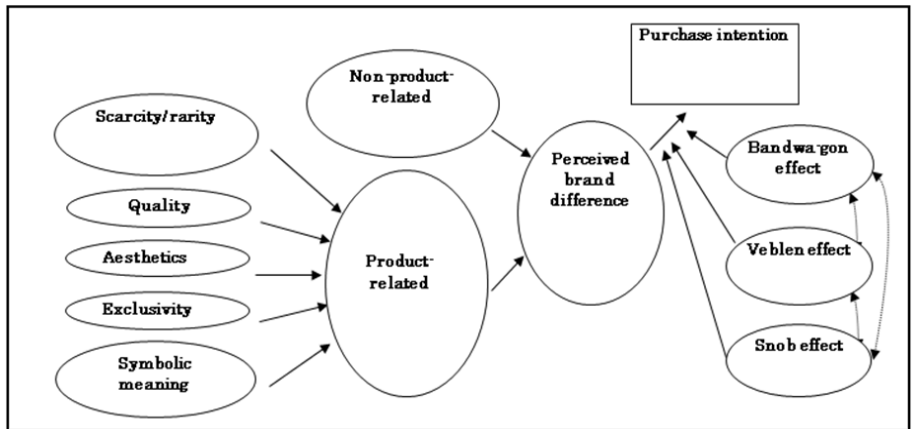 Purchase intention
Non-product-
related
Scarcity/rarity
Perceived
brand
difference
Bandwa-gon
effect
Quality
Aesthetics
Product-
related
Veblen effect
Exclusivity
Snob effect
Symbolic
meaning